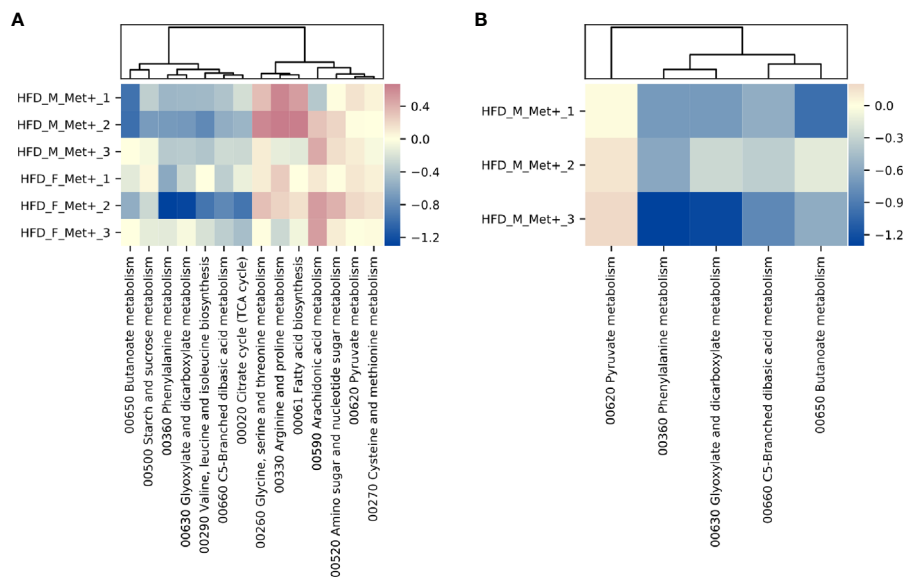 A
HFD_M_Met+_1
HFD_M_Met+_2
HFD_M_Met+_3
HFD_F_Met+_1
HFD_F_Met+_2
HFD_F_Met+_3
0.4
0.0
−0.4
−0.8
−1.2
00650 Butanoate metabolism
00500 Starch and sucrose metabolism
00360 Phenylalanine metabolism
00630 Glyoxylate and dicarboxylate metabolism
00290 Valine, leucine and isoleucine biosynthesis
00660 C5-Branched dibasic acid metabolism
00020 Citrate cycle (TCA cycle)
00260 Glycine, serine and threonine metabolism
00330 Arginine and proline metabolism
00061 Fatty acid biosynthesis
00590 Arachidonic acid metabolism
00520 Amino sugar and nucleotide sugar metabolism
00620 Pyruvate metabolism
00270 Cysteine and methionine metabolism
B
HFD_M_Met+_1
HFD_M_Met+_2
HFD_M_Met+_3
0.0
−0.3
−0.6
−0.9
−1.2
00620 Pyruvate metabolism
00360 Phenylalanine metabolism
00630 Glyoxylate and dicarboxylate metabolism
00660 C5-Branched dibasic acid metabolism
00650 Butanoate metabolism